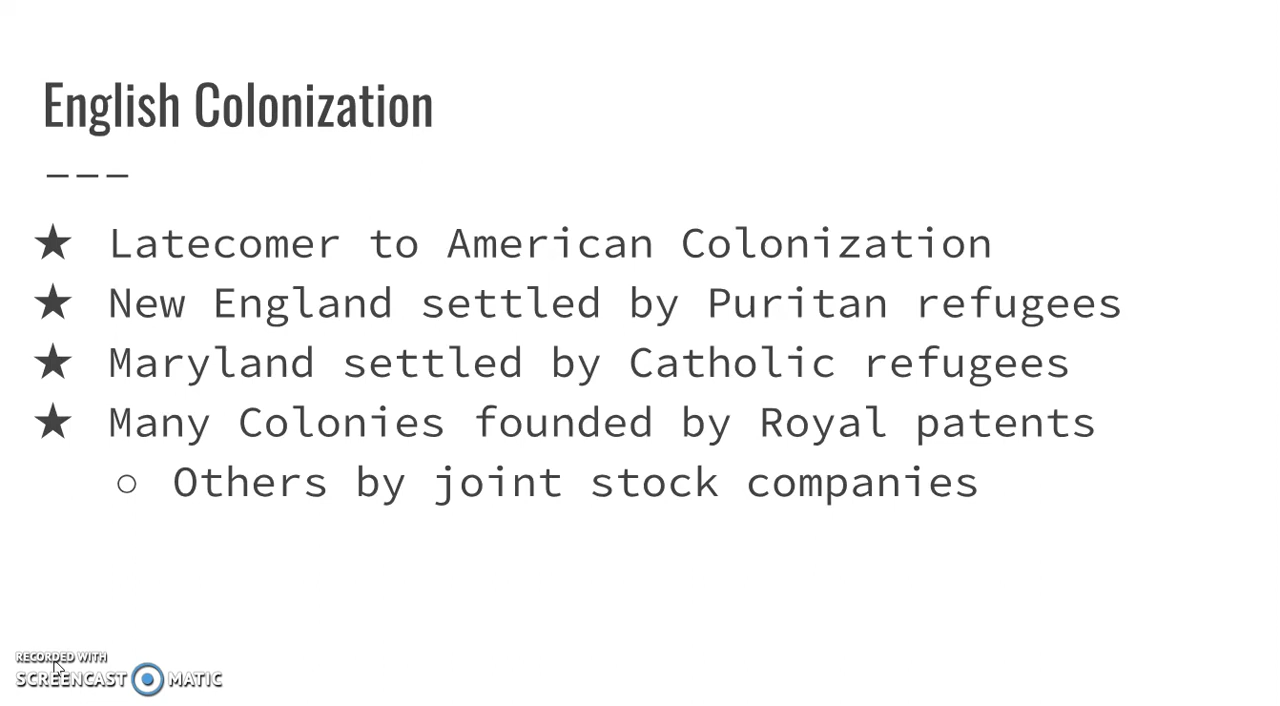 English Colonization
★ Latecomer to American Colonization
★ New England settled by Puritan refugees
★ Maryland settled by Catholic refugees
★ Many Colonies founded by Royal patents
○ Others by joint stock companies
RECORDED WITH
SCREENCAST MATIC